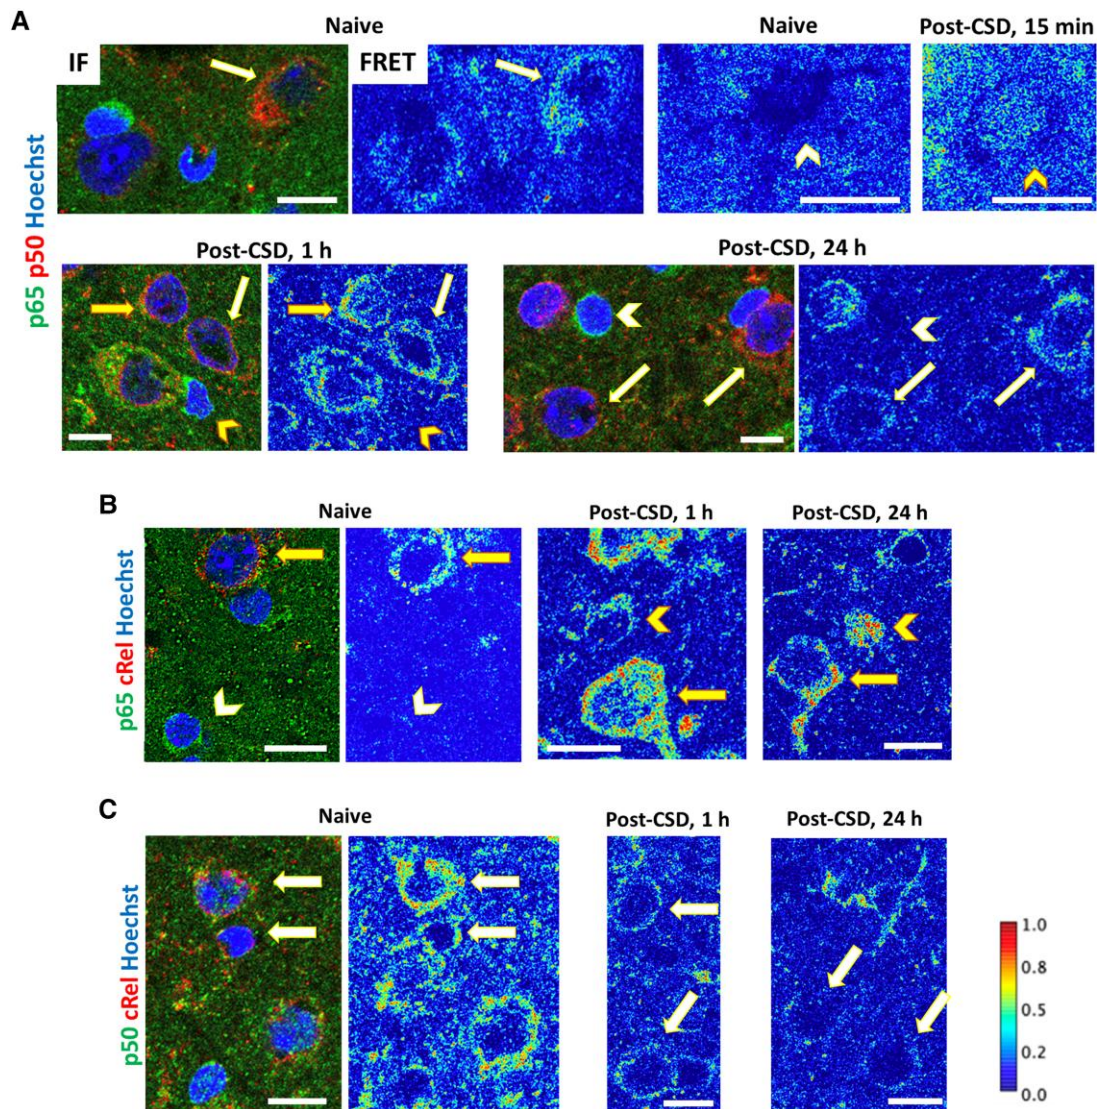 A
Naive
Naive
Post-CSD, 15 min
IF
FRET
p65 p50 Hoechst
Post-CSD, 1 h
Post-CSD, 24 h
B
Naive
Post-CSD, 1 h
Post-CSD, 24 h
p65 cRel Hoechst
C
Naive
Post-CSD, 1 h
Post-CSD, 24 h
p50 cRel Hoechst
1.0
0.8
0.5
0.2
0.0